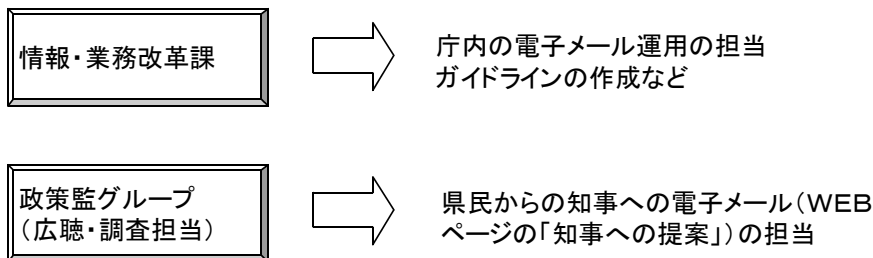 情報・業務改革課
庁内の電子メール運用の担当
ガイドラインの作成など
政策監グループ
（広聴・調査担当）
県民からの知事への電子メール（ＷＥＢ
ページの「知事への提案」）の担当